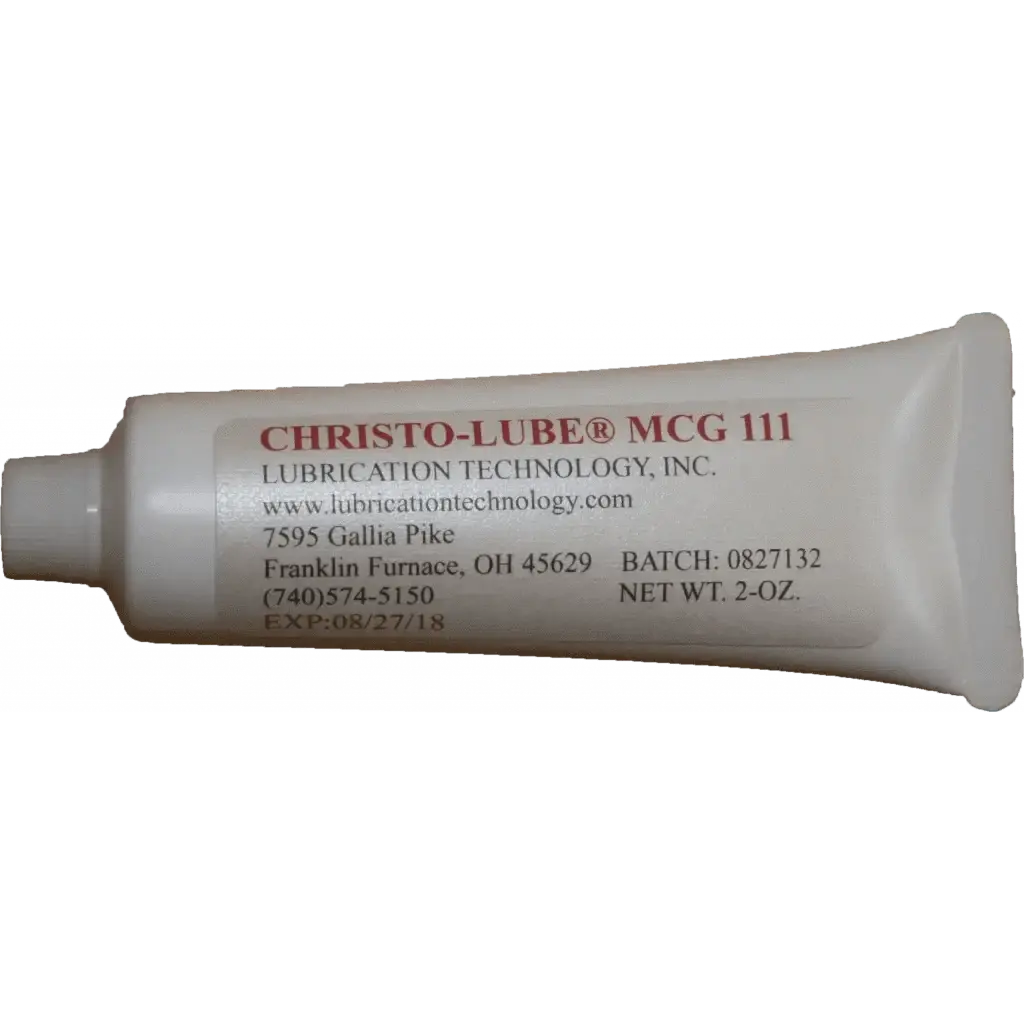 CHRISTO-LUBE® MCG 111
LUBRICATION TECHNOLOGY, INC.
www.lubricationtechnology.com
7595 Gallia Pike
Franklin Furnace, OH 45629 BATCH: 0827132
(740)574-5150 NET WT. 2-OZ.
EXP:08/27/18